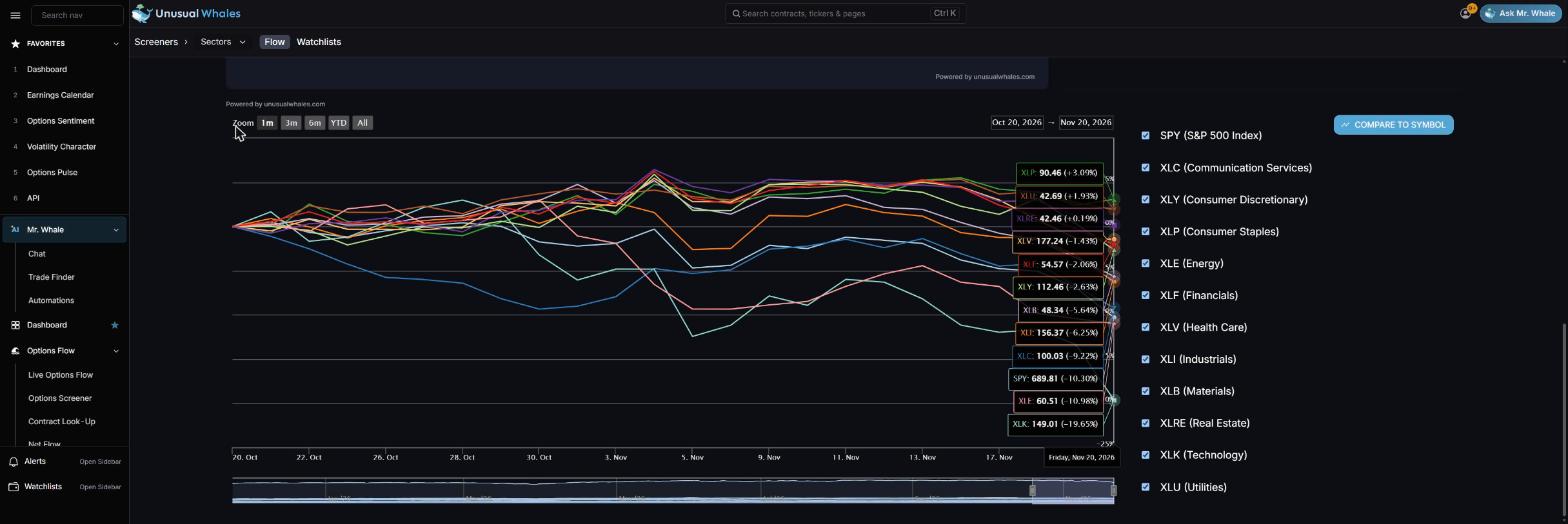 Search nav
Unusual Whales
Search contracts, tickers & pages
Ctrl K
9+
Ask Mr. Whale
FAVORITES
1 Dashboard
2 Earnings Calendar
3 Options Sentiment
4 Volatility Character
5 Options Pulse
6 API
AI Mr. Whale
Chat
Trade Finder
Automations
Dashboard
Options Flow
Live Options Flow
Options Screener
Contract Look-Up
Net Flow
Alerts Open Sidebar
Watchlists Open Sidebar
Screeners › Sectors Flow Watchlists
Powered by unusualwhales.com
Powered by unusualwhales.com
Zoom 1m 3m 6m YTD All
Oct 20, 2026 → Nov 20, 2026
XLP: 90.46 (+3.09%)
XLU: 42.69 (+1.93%)
XLRE: 42.46 (+0.19%)
XLV: 177.24 (−1.43%)
XLF: 54.57 (−2.06%)
XLY: 112.46 (−2.63%)
XLB: 48.34 (−5.64%)
XLI: 156.37 (−6.25%)
XLC: 100.03 (−9.22%)
SPY: 689.81 (−10.30%)
XLE: 60.51 (−10.98%)
XLK: 149.01 (−19.65%)
-25%
20. Oct 22. Oct 26. Oct 28. Oct 30. Oct 3. Nov 5. Nov 9. Nov 11. Nov 13. Nov 17. Nov
Friday, Nov 20, 2026
COMPARE TO SYMBOL
SPY (S&P 500 Index)
XLC (Communication Services)
XLY (Consumer Discretionary)
XLP (Consumer Staples)
XLE (Energy)
XLF (Financials)
XLV (Health Care)
XLI (Industrials)
XLB (Materials)
XLRE (Real Estate)
XLK (Technology)
XLU (Utilities)